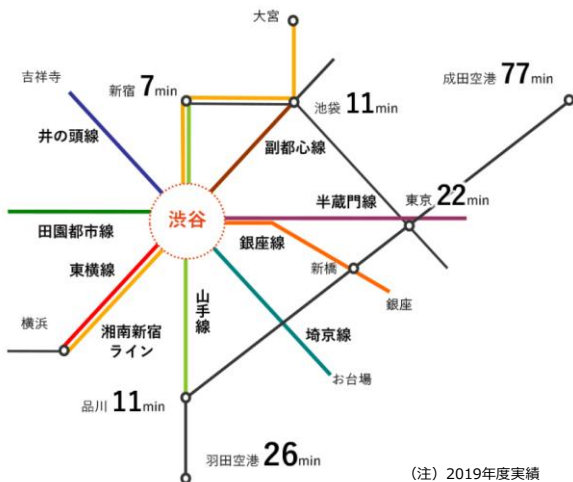 大宮
成田空港 77min
吉祥寺
新宿 7min
池袋 11min
井の頭線
副都心線
半蔵門線
東京 22min
渋谷
田園都市線
銀座線
東横線
新橋
山手線
銀座
横浜
湘南新宿
ライン
埼京線
お台場
品川 11min
羽田空港 26min
(注)2019年度実績